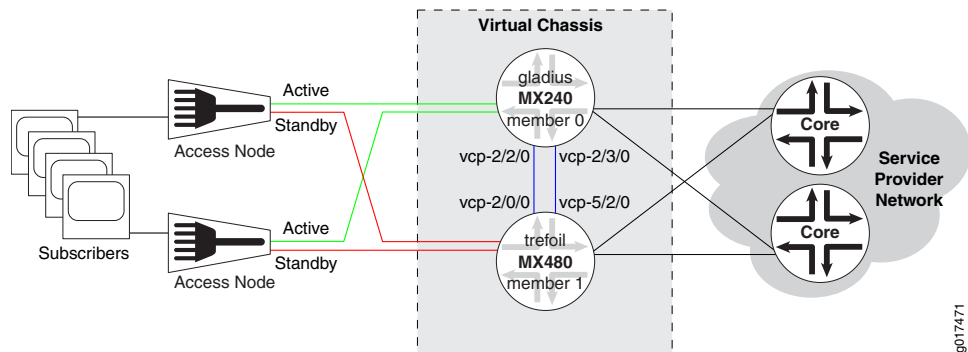 Virtual Chassis
gladius
MX240
member 0
Active
Standby
Access Node
vcp-2/2/0
vcp-2/3/0
vcp-2/0/0
vcp-5/2/0
Active
Standby
Access Node
Subscribers
trefoil
MX480
member 1
Core
Core
Service
Provider
Network
g017471